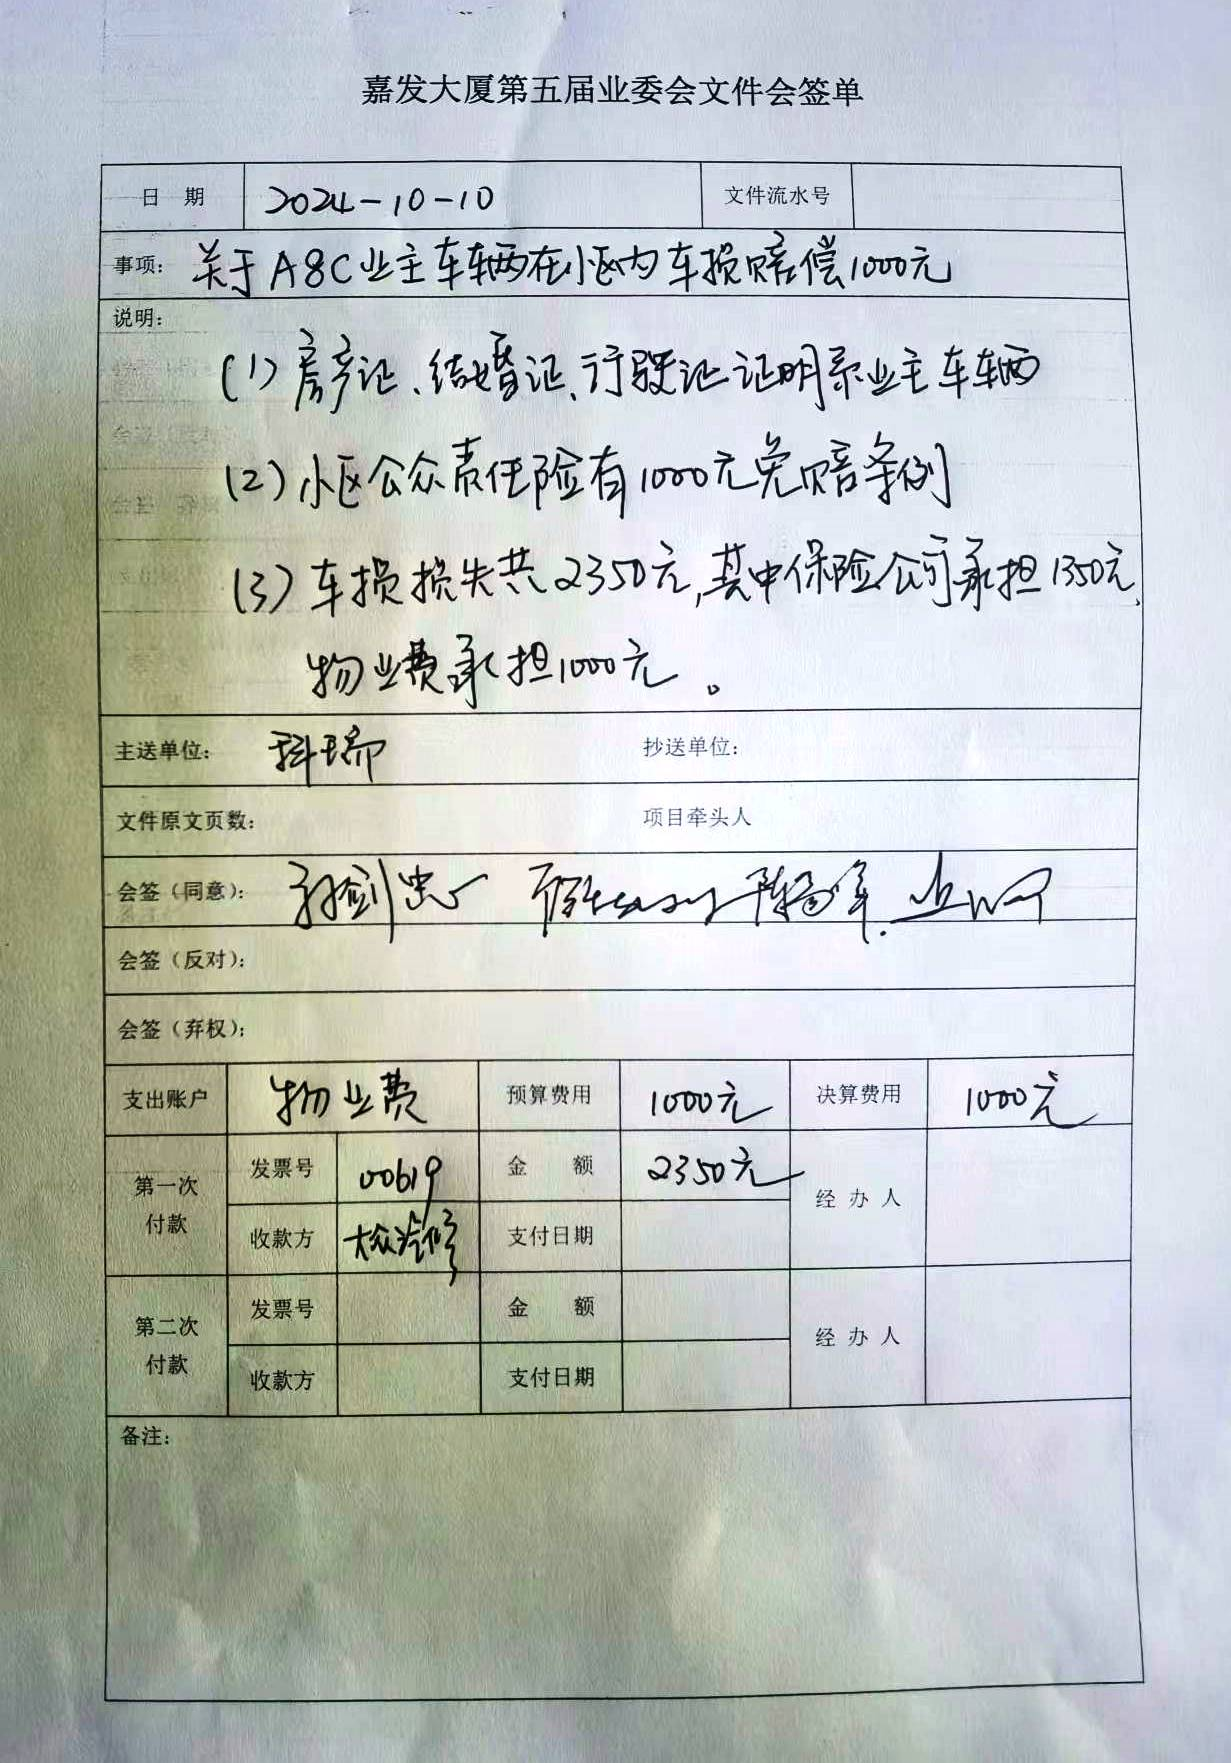 嘉发大厦第五届业委会文件会签单
日 期 2024-10-10 文件流水号
事项: 关于A8C业主车辆在小区内车损赔偿1000元
说明:
(1) 房产证、结婚证、行驶证证明系业主车辆
(2) 小区公众责任险有1000元免赔条例
(3) 车损损失共2350元,其中保险公司承担1350元,
物业费承担1000元。
主送单位: 科瑞 抄送单位:
文件原文页数: 项目牵头人
会签(同意):
会签(反对):
会签(弃权):
支出账户 物业费 预算费用 1000元 决算费用 1000元
第一次付款 发票号 00619 金 额 2350元 经 办 人
收款方 大众汽修 支付日期
第二次付款 发票号 金 额 经 办 人
收款方 支付日期
备注: